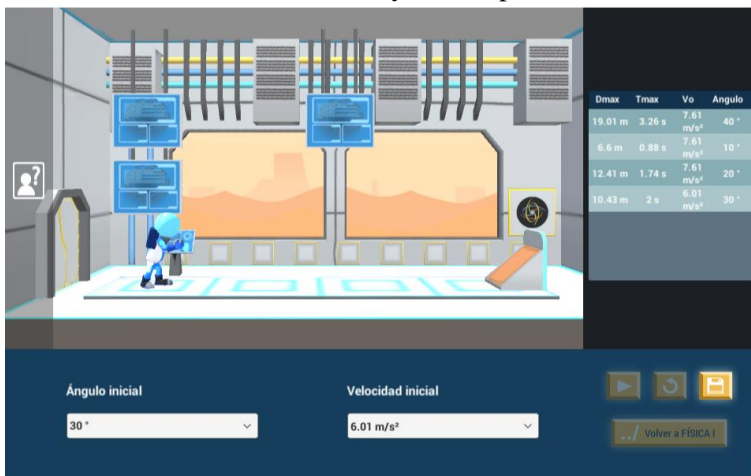 Dmax Tmax Vo Angulo
19.01 m 3.26 s 7.61 m/s² 40 °
6.6 m 0.88 s 7.61 m/s² 10 °
12.41 m 1.74 s 7.61 m/s² 20 °
10.43 m 2 s 6.01 m/s² 30 °
?
Ángulo inicial
30 °
Velocidad inicial
6.01 m/s²
../ Volver a FÍSICA I